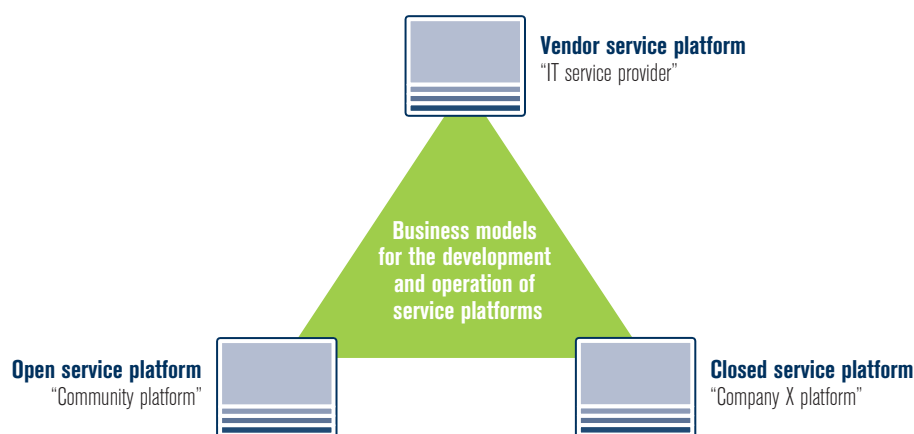 Vendor service platform
“IT service provider”
Business models
for the development
and operation of
service platforms
Open service platform
“Community platform”
Closed service platform
“Company X platform”